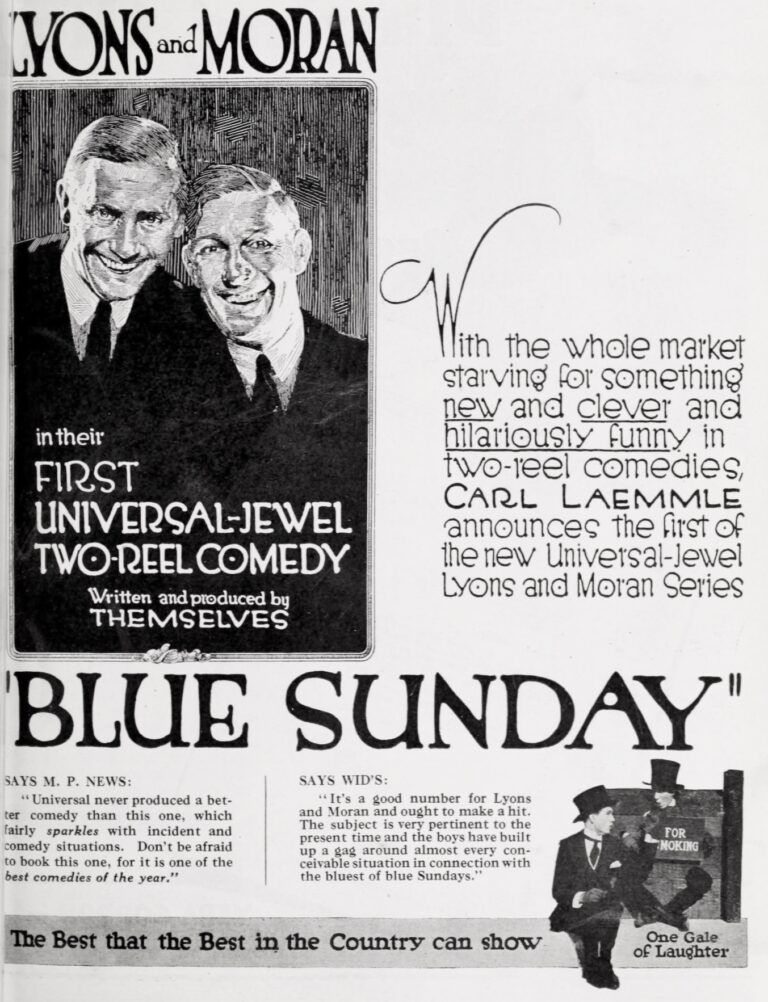 LYONS and MORAN
in their
FIRST
UNIVERSAL-JEWEL
TWO-REEL COMEDY
Written and produced by
THEMSELVES
With the whole market
starving for something
new and clever and
hilariously funny in
two-reel comedies,
CARL LAEMMLE
announces the first of
the new Universal-Jewel
Lyons and Moran Series
"BLUE SUNDAY"
SAYS M. P. NEWS:
"Universal never produced a bet-
ter comedy than this one, which
fairly sparkles with incident and
comedy situations. Don't be afraid
to book this one, for it is one of the
best comedies of the year."
SAYS WID'S:
"It's a good number for Lyons
and Moran and ought to make a hit.
The subject is very pertinent to the
present time and the boys have built
up a gag around almost every con-
ceivable situation in connection with
the bluest of blue Sundays."
FOR
MOKING
The Best that the Best in the Country can show
One Gale
of Laughter